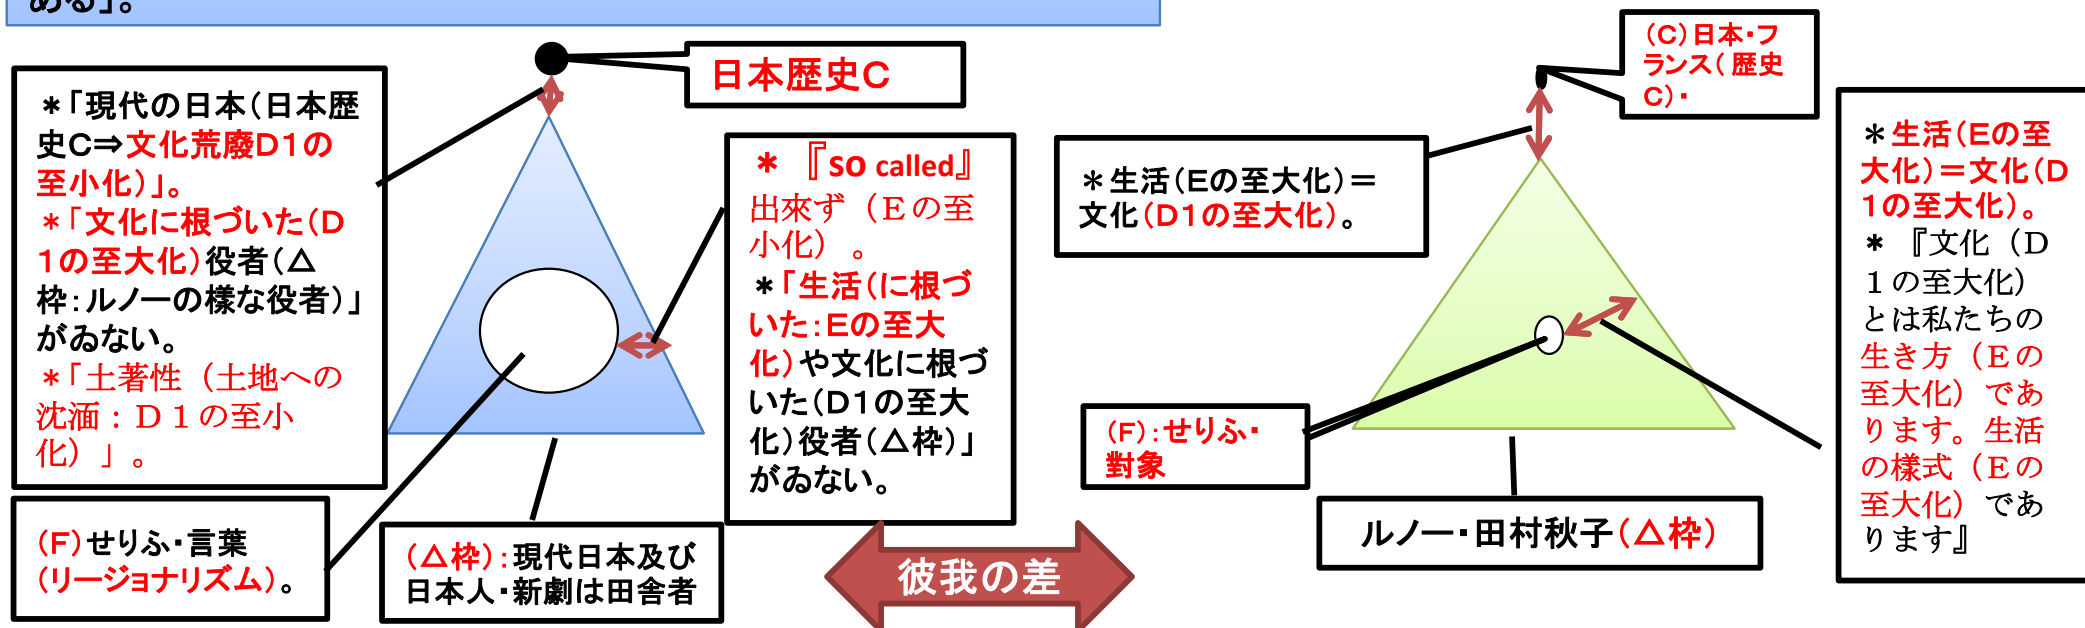 ある」。
日本歴史C
＊「現代の日本(日本歴
史C⇒文化荒廢D1の
至小化)」。
＊「文化に根づいた(D
1の至大化)役者(△
枠:ルノーの樣な役者)」
がゐない。
＊「土著性（土地への
沈湎：Ｄ１の至小
化）」。
＊『so called』
出來ず（Ｅの至
小化）。
＊「生活(に根づ
いた:Eの至大
化)や文化に根づ
いた(D1の至大
化)役者(△枠)」
がゐない。
(F)せりふ・言葉
(リージョナリズム)。
(△枠):現代日本及び
日本人・新劇は田舎者
彼我の差
(C)日本・フ
ランス(歴史
C)・
＊生活(Eの至大化)＝
文化(D1の至大化)。
(F):せりふ・
對象
ルノー・田村秋子(△枠)
＊生活(Eの至
大化)＝文化(D
1の至大化)。
＊『文化（D
１の至大化）
とは私たちの
生き方（Ｅの
至大化）であ
ります。生活
の様式（Ｅの
至大化）であ
ります』